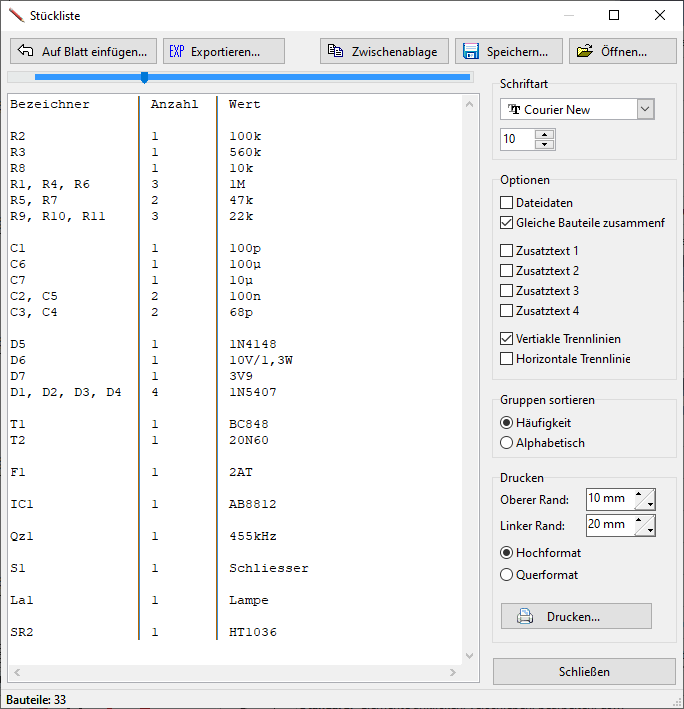 Stückliste
Auf Blatt einfügen...
EXP Exportieren...
Zwischenablage
Speichern...
Öffnen...
Bezeichner Anzahl Wert
R2 1 100k
R3 1 560k
R8 1 10k
R1, R4, R6 3 1M
R5, R7 2 47k
R9, R10, R11 3 22k
C1 1 100p
C6 1 100µ
C7 1 10µ
C2, C5 2 100n
C3, C4 2 68p
D5 1 1N4148
D6 1 10V/1,3W
D7 1 3V9
D1, D2, D3, D4 4 1N5407
T1 1 BC848
T2 1 20N60
F1 1 2AT
IC1 1 AB8812
Qz1 1 455kHz
S1 1 Schliesser
La1 1 Lampe
SR2 1 HT1036
Schriftart
Courier New
10
Optionen
Dateidaten
Gleiche Bauteile zusammenf
Zusatztext 1
Zusatztext 2
Zusatztext 3
Zusatztext 4
Vertiakle Trennlinien
Horizontale Trennlinie
Gruppen sortieren
Häufigkeit
Alphabetisch
Drucken
Oberer Rand: 10 mm
Linker Rand: 20 mm
Hochformat
Querformat
Drucken...
Schließen
Bauteile: 33